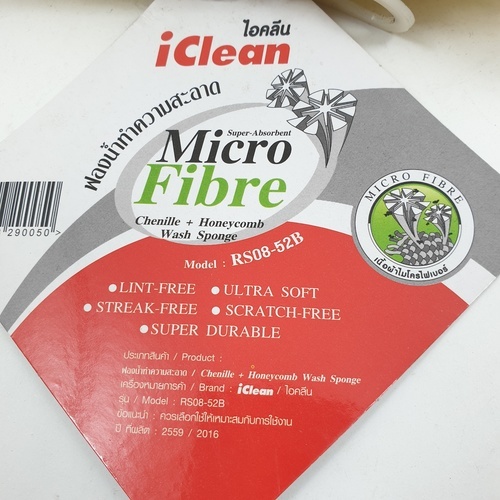 ไอคลีน
iClean
ฟองน้ำทำความสะอาด
Super-Absorbent
Micro
Fibre
Chenille + Honeycomb
Wash Sponge
Model : RS08-52B
MICRO FIBRE
เนื้อผ้าไมโครไฟเบอร์
290050 >
• LINT-FREE • ULTRA SOFT
• STREAK-FREE • SCRATCH-FREE
• SUPER DURABLE
ประเภทสินค้า / Product :
ฟองน้ำทำความสะอาด / Chenille + Honeycomb Wash Sponge
เครื่องหมายการค้า / Brand : iClean / ไอคลีน
รุ่น / Model : RS08-52B
ข้อแนะนำ : ควรเลือกใช้ให้เหมาะสมกับการใช้งาน
ปี ที่ผลิต : 2559 / 2016